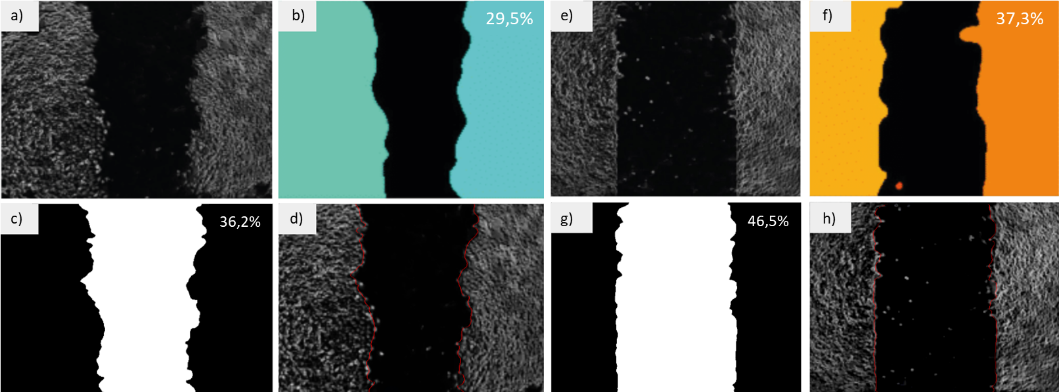 a)
b)
29,5%
e)
f)
37,3%
c)
36,2%
d)
g)
46,5%
h)